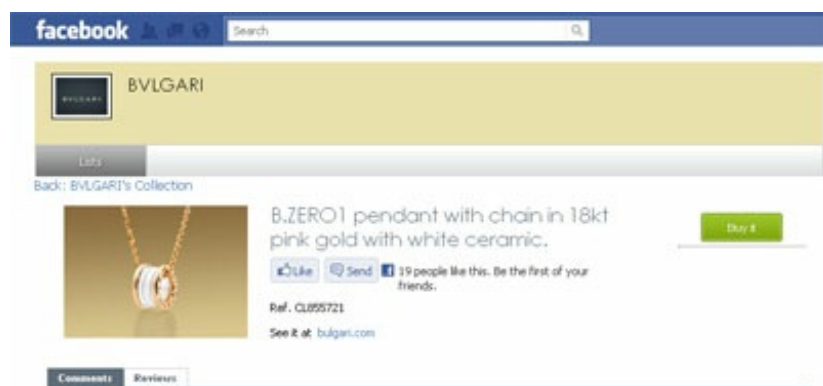 facebook
Search
BVLGARI
BVLGARI
Lists
Back: BVLGARI's Collection
B.ZERO1 pendant with chain in 18kt
pink gold with white ceramic.
Buy it
Like Send 19 people like this. Be the first of your
friends.
Ref. CL855721
See it at bulgari.com
Comments Reviews